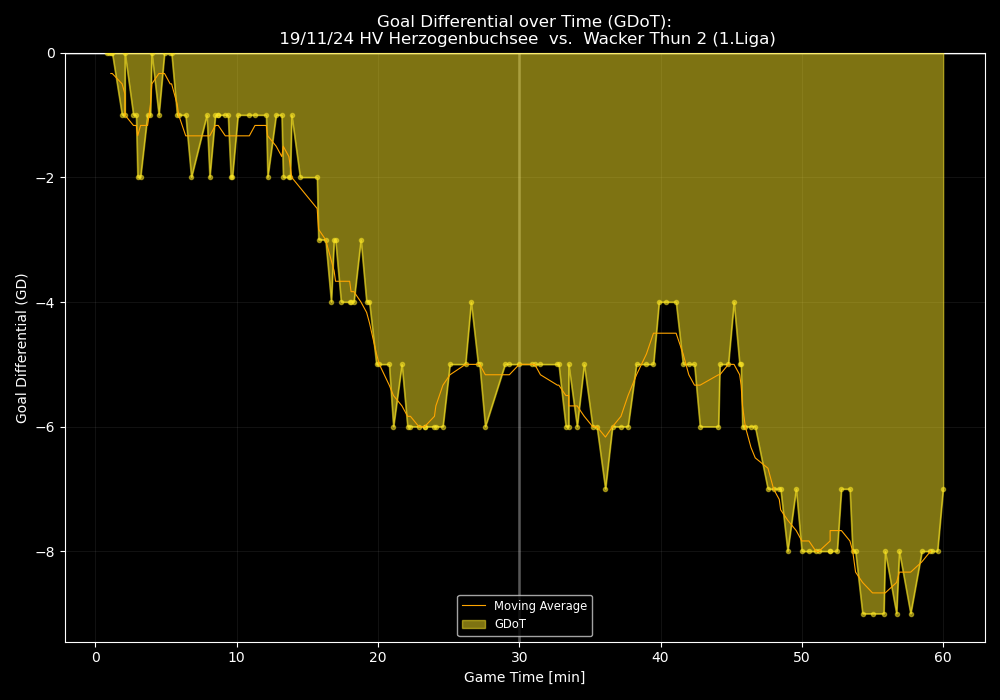 Goal Differential over Time (GDoT):
19/11/24 HV Herzogenbuchsee  vs.  Wacker Thun 2 (1.Liga)
Goal Differential (GD)
0
−2
−4
−6
−8
0
10
20
30
40
50
60
Game Time [min]
Moving Average
GDoT